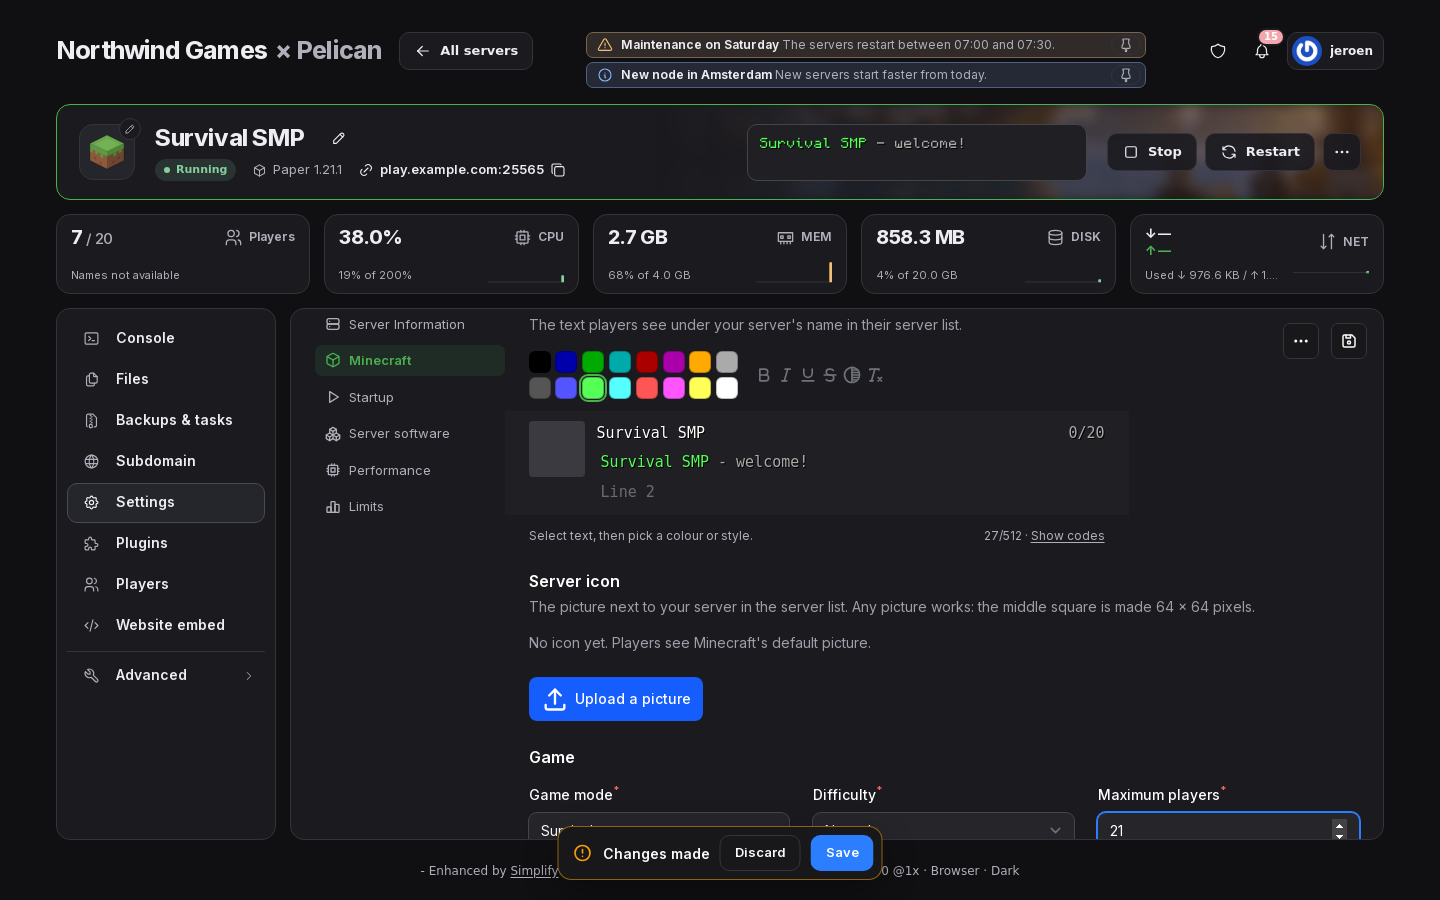 Northwind Games × Pelican
All servers
Maintenance on Saturday The servers restart between 07:00 and 07:30.
New node in Amsterdam New servers start faster from today.
15
jeroen
Survival SMP
Running
Paper 1.21.1
play.example.com:25565
Survival SMP - welcome!
Stop
Restart
7 / 20
Players
Names not available
38.0%
CPU
19% of 200%
2.7 GB
MEM
68% of 4.0 GB
858.3 MB
DISK
4% of 20.0 GB
↓—
↑—
NET
Used ↓ 976.6 KB / ↑ 1....
Console
Files
Backups & tasks
Subdomain
Settings
Plugins
Players
Website embed
Advanced
Server Information
Minecraft
Startup
Server software
Performance
Limits
The text players see under your server's name in their server list.
B I U S Tx
Survival SMP
0/20
Survival SMP - welcome!
Line 2
Select text, then pick a colour or style.
27/512 · Show codes
Server icon
The picture next to your server in the server list. Any picture works: the middle square is made 64 × 64 pixels.
No icon yet. Players see Minecraft's default picture.
Upload a picture
Game
Game mode*
Difficulty*
Maximum players*
21
Changes made
Discard
Save
- Enhanced by Simplify
0 @1x · Browser · Dark